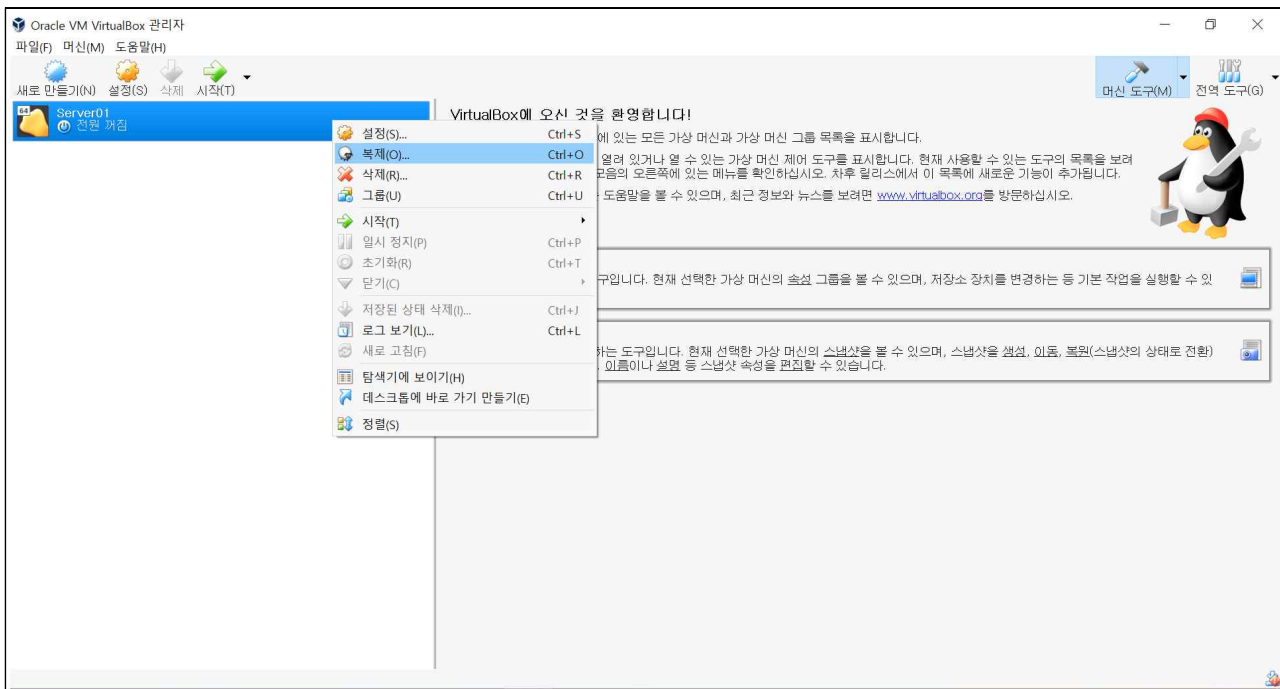 Oracle VM VirtualBox 관리자
파일(F) 머신(M) 도움말(H)
새로 만들기(N) 설정(S) 삭제 시작(T)
머신 도구(M) 전역 도구(G)
64
Server01
전원 꺼짐
설정(S)... Ctrl+S
복제(O)... Ctrl+O
삭제(R)... Ctrl+R
그룹(U) Ctrl+U
시작(T)
일시 정지(P) Ctrl+P
초기화(R) Ctrl+T
닫기(C)
저장된 상태 삭제(I)... Ctrl+J
로그 보기(L)... Ctrl+L
새로 고침(F)
탐색기에 보이기(H)
데스크톱에 바로 가기 만들기(E)
정렬(S)
VirtualBox에 오신 것을 환영합니다!
에 있는 모든 가상 머신과 가상 머신 그룹 목록을 표시합니다.
열려 있거나 열 수 있는 가상 머신 제어 도구를 표시합니다. 현재 사용할 수 있는 도구의 목록을 보려
모음의 오른쪽에 있는 메뉴를 확인하십시오. 차후 릴리스에서 이 목록에 새로운 기능이 추가됩니다.
도움말을 볼 수 있으며, 최근 정보와 뉴스를 보려면 www.virtualbox.org를 방문하십시오.
구입니다. 현재 선택한 가상 머신의 속성 그룹을 볼 수 있으며, 저장소 장치를 변경하는 등 기본 작업을 실행할 수 있
하는 도구입니다. 현재 선택한 가상 머신의 스냅샷을 볼 수 있으며, 스냅샷을 생성, 이동, 복원(스냅샷의 상태로 전환)
이름이나 설명 등 스냅샷 속성을 편집할 수 있습니다.